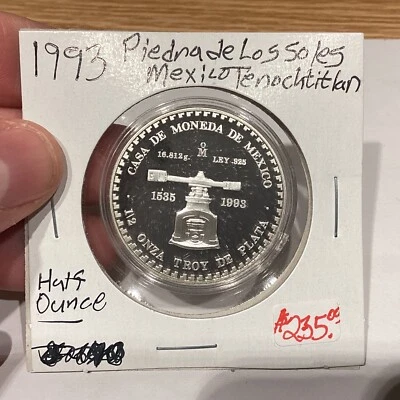 1993 Piedra de Los Soles
Mexico Tenochtitlan
CASA DE MONEDA DE MEXICO
oM
16.812g. LEY .925
1535 1993
1/2 ONZA TROY DE PLATA
Half
Ounce
235.00